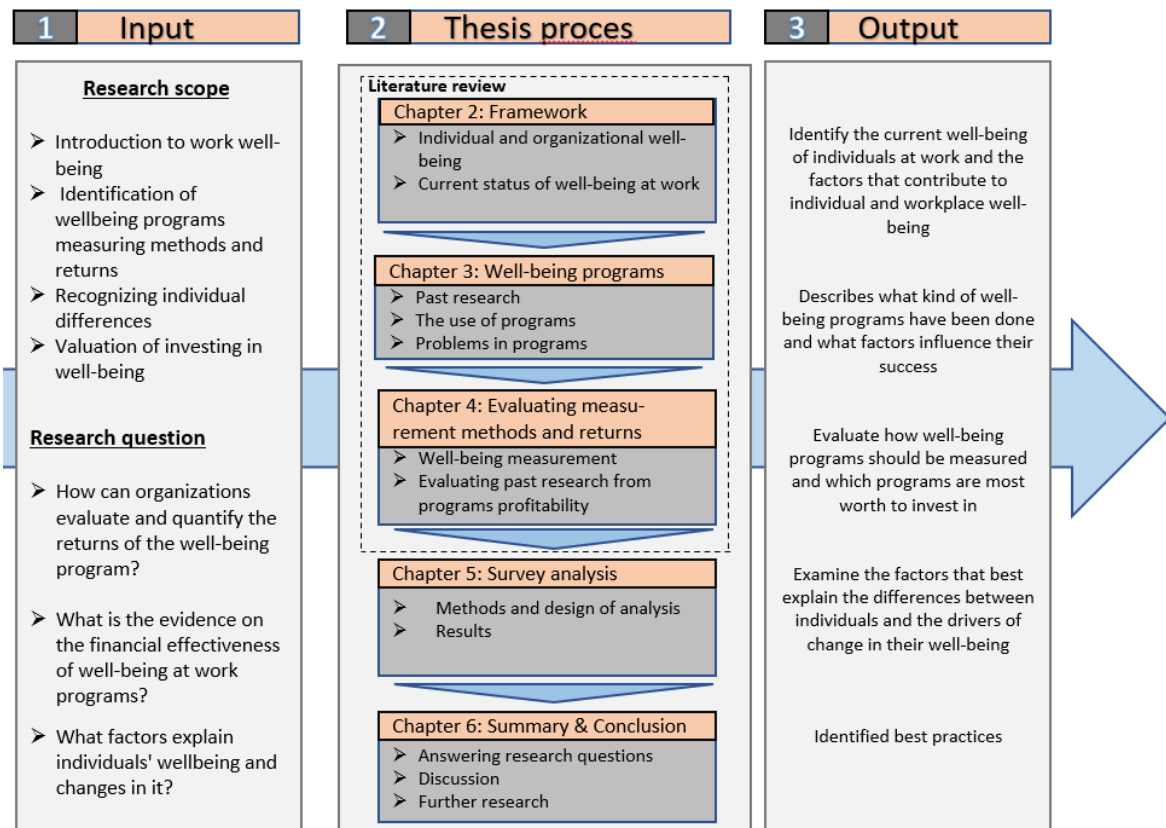 1 Input
Research scope
➢ Introduction to work well-
being
➢ Identification of
wellbeing programs
measuring methods and
returns
➢ Recognizing individual
differences
➢ Valuation of investing in
well-being
Research question
➢ How can organizations
evaluate and quantify the
returns of the well-being
program?
➢ What is the evidence on
the financial effectiveness
of well-being at work
programs?
➢ What factors explain
individuals' wellbeing and
changes in it?
2 Thesis proces
Literature review
Chapter 2: Framework
➢ Individual and organizational well-
being
➢ Current status of well-being at work
Chapter 3: Well-being programs
➢ Past research
➢ The use of programs
➢ Problems in programs
Chapter 4: Evaluating measu-
rement methods and returns
➢ Well-being measurement
➢ Evaluating past research from
programs profitability
Chapter 5: Survey analysis
➢ Methods and design of analysis
➢ Results
Chapter 6: Summary & Conclusion
➢ Answering research questions
➢ Discussion
➢ Further research
3 Output
Identify the current well-being
of individuals at work and the
factors that contribute to
individual and workplace well-
being
Describes what kind of well-
being programs have been done
and what factors influence their
success
Evaluate how well-being
programs should be measured
and which programs are most
worth to invest in
Examine the factors that best
explain the differences between
individuals and the drivers of
change in their well-being
Identified best practices